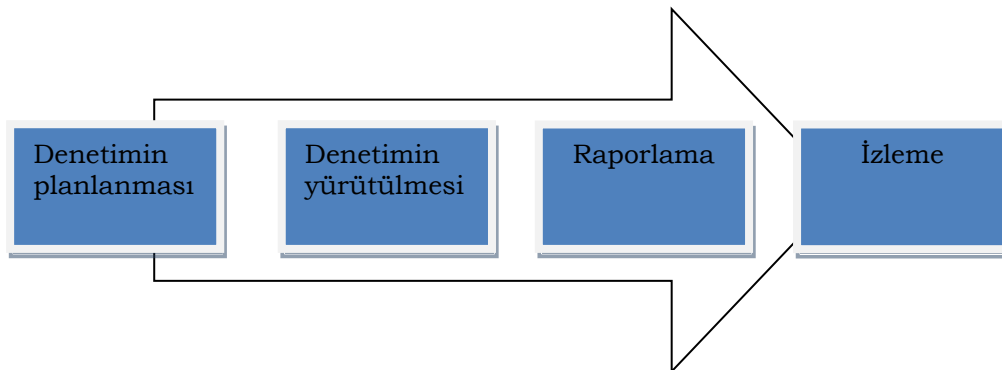 Denetimin
planlanması
Denetimin
yürütülmesi
Raporlama
İzleme